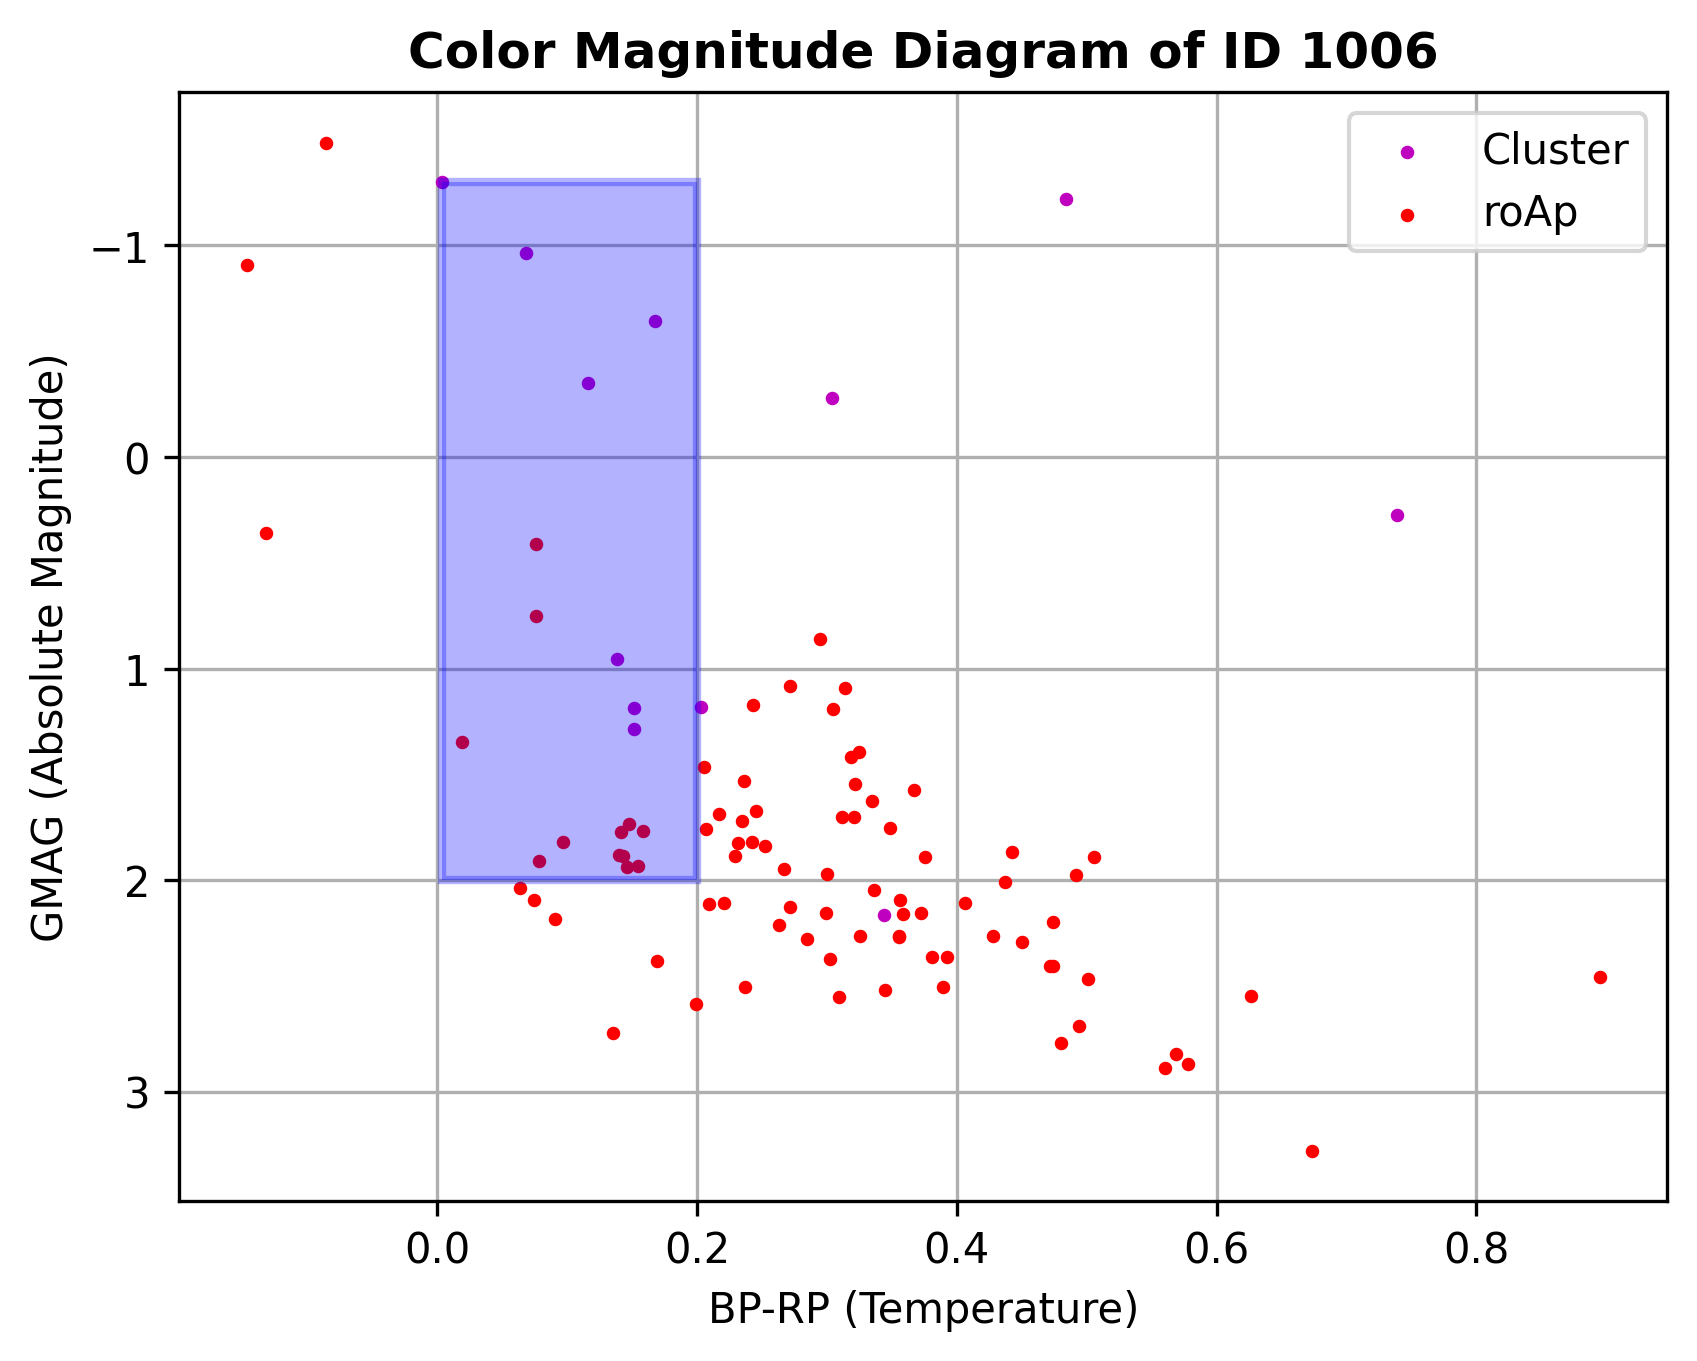 Color Magnitude Diagram of ID 1006
Cluster
roAp
GMAG (Absolute Magnitude)
−1
0
1
2
3
0.0 0.2 0.4 0.6 0.8
BP-RP (Temperature)